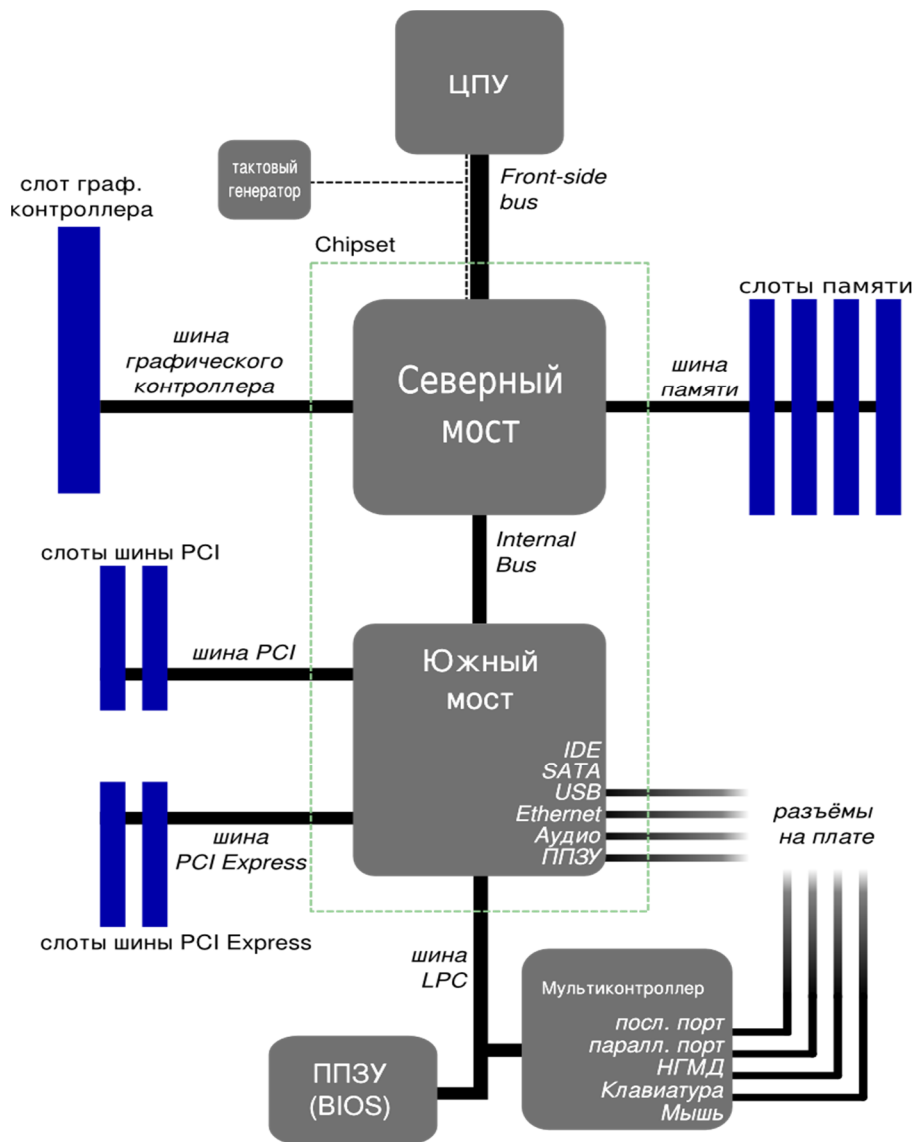 ЦПУ
тактовый
генератор
Front-side
bus
слот граф.
контроллера
Chipset
слоты памяти
шина
графического
контроллера
Северный
мост
шина
памяти
Internal
Bus
слоты шины PCI
шина PCI
Южный
мост
IDE
SATA
USB
Ethernet
Аудио
ППЗУ
разъёмы
на плате
шина
PCI Express
слоты шины PCI Express
шина
LPC
Мультиконтроллер
посл. порт
паралл. порт
НГМД
Клавиатура
Мышь
ППЗУ
(BIOS)